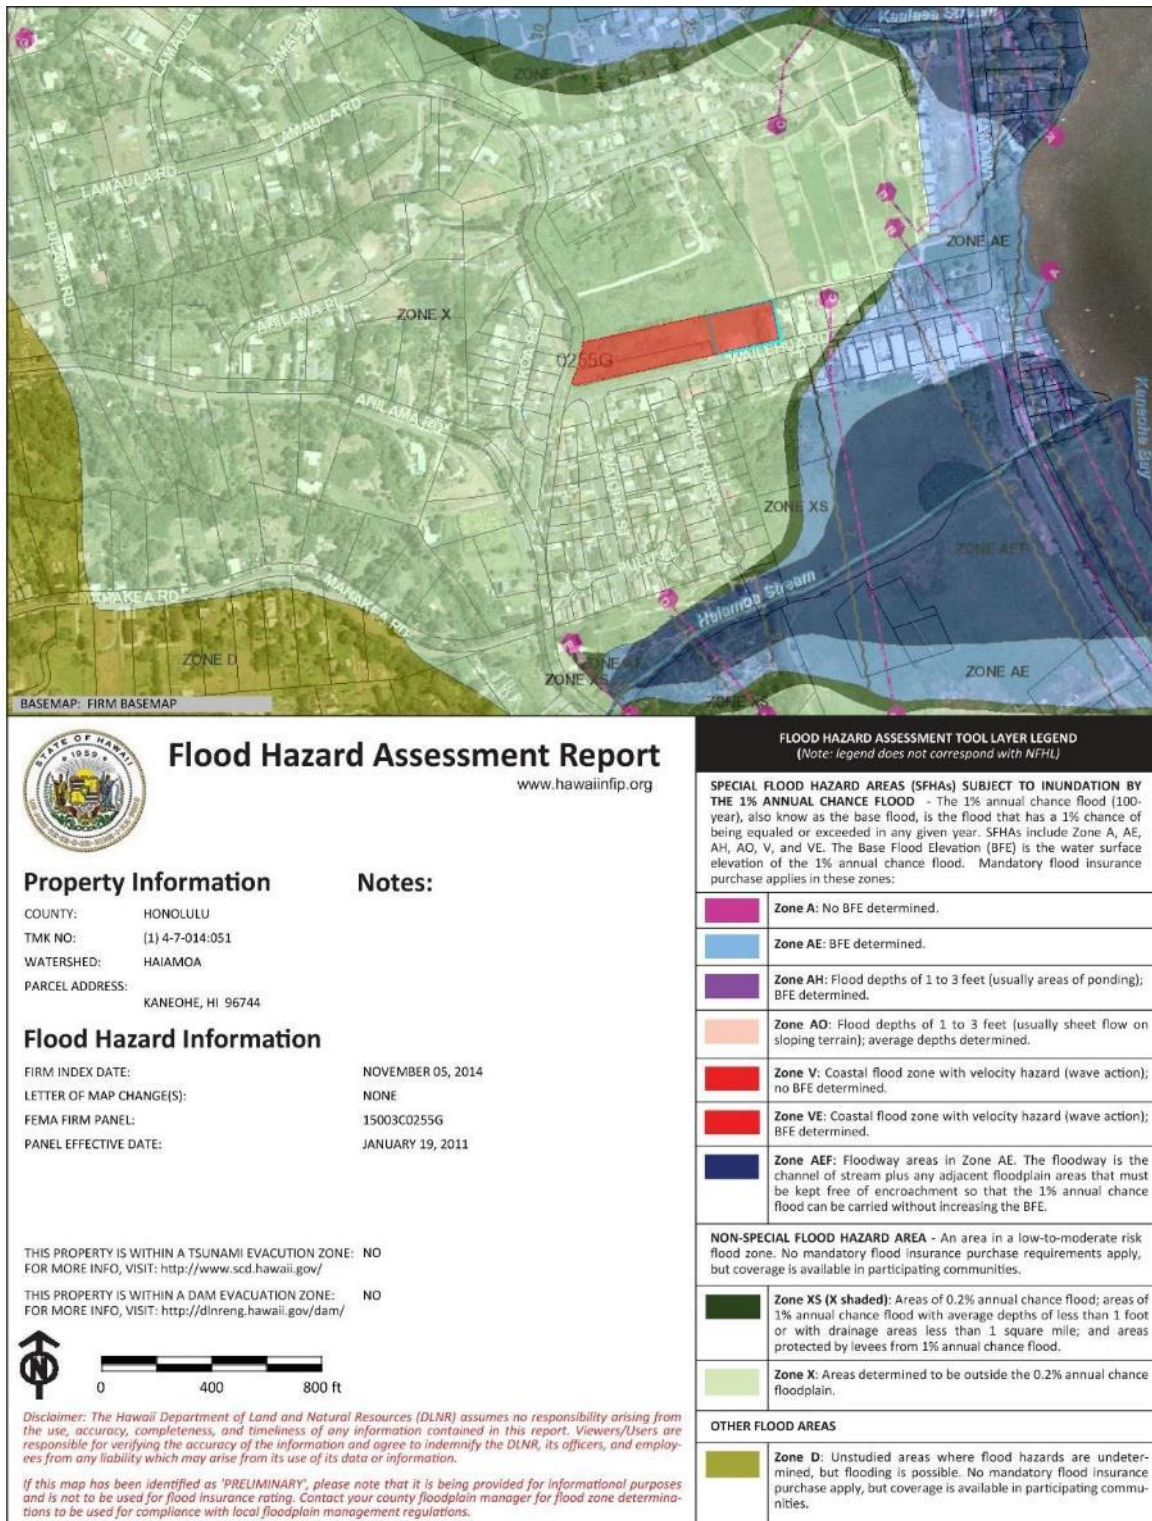 Kaalaea Stream
LAMAULA RD
ZONE XS
LAMAULA RD
LAMAULA RD
PULAMA RD
ZONE AE
ANILAMA PL
ZONE X
WAILEHUA RD
0255G
ANILAMA RD
Kaneohe Bay
ZONE XS
ZONE AEF
Haiamoa Stream
MAHAKEA RD
MAHAKEA RD
ZONE D
ZONE AE
ZONE XS
ZONE AE
ZONE XS
BASEMAP: FIRM BASEMAP
STATE OF HAWAII
1959
Flood Hazard Assessment Report
www.hawaiinfip.org
Property Information
Notes:
COUNTY: HONOLULU
TMK NO: (1) 4-7-014:051
WATERSHED: HAIAMOA
PARCEL ADDRESS:
KANEOHE, HI 96744
Flood Hazard Information
FIRM INDEX DATE: NOVEMBER 05, 2014
LETTER OF MAP CHANGE(S): NONE
FEMA FIRM PANEL: 15003C0255G
PANEL EFFECTIVE DATE: JANUARY 19, 2011
THIS PROPERTY IS WITHIN A TSUNAMI EVACUTION ZONE: NO
FOR MORE INFO, VISIT: http://www.scd.hawaii.gov/
THIS PROPERTY IS WITHIN A DAM EVACUATION ZONE: NO
FOR MORE INFO, VISIT: http://dlnreng.hawaii.gov/dam/
N
0 400 800 ft
Disclaimer: The Hawaii Department of Land and Natural Resources (DLNR) assumes no responsibility arising from
the use, accuracy, completeness, and timeliness of any information contained in this report. Viewers/Users are
responsible for verifying the accuracy of the information and agree to indemnify the DLNR, its officers, and employ-
ees from any liability which may arise from its use of its data or information.
If this map has been identified as 'PRELIMINARY', please note that it is being provided for informational purposes
and is not to be used for flood insurance rating. Contact your county floodplain manager for flood zone determina-
tions to be used for compliance with local floodplain management regulations.
FLOOD HAZARD ASSESSMENT TOOL LAYER LEGEND
(Note: legend does not correspond with NFHL)
SPECIAL FLOOD HAZARD AREAS (SFHAs) SUBJECT TO INUNDATION BY
THE 1% ANNUAL CHANCE FLOOD - The 1% annual chance flood (100-
year), also know as the base flood, is the flood that has a 1% chance of
being equaled or exceeded in any given year. SFHAs include Zone A, AE,
AH, AO, V, and VE. The Base Flood Elevation (BFE) is the water surface
elevation of the 1% annual chance flood. Mandatory flood insurance
purchase applies in these zones:
Zone A: No BFE determined.
Zone AE: BFE determined.
Zone AH: Flood depths of 1 to 3 feet (usually areas of ponding);
BFE determined.
Zone AO: Flood depths of 1 to 3 feet (usually sheet flow on
sloping terrain); average depths determined.
Zone V: Coastal flood zone with velocity hazard (wave action);
no BFE determined.
Zone VE: Coastal flood zone with velocity hazard (wave action);
BFE determined.
Zone AEF: Floodway areas in Zone AE. The floodway is the
channel of stream plus any adjacent floodplain areas that must
be kept free of encroachment so that the 1% annual chance
flood can be carried without increasing the BFE.
NON-SPECIAL FLOOD HAZARD AREA - An area in a low-to-moderate risk
flood zone. No mandatory flood insurance purchase requirements apply,
but coverage is available in participating communities.
Zone XS (X shaded): Areas of 0.2% annual chance flood; areas of
1% annual chance flood with average depths of less than 1 foot
or with drainage areas less than 1 square mile; and areas
protected by levees from 1% annual chance flood.
Zone X: Areas determined to be outside the 0.2% annual chance
floodplain.
OTHER FLOOD AREAS
Zone D: Unstudied areas where flood hazards are undeter-
mined, but flooding is possible. No mandatory flood insurance
purchase apply, but coverage is available in participating commu-
nities.